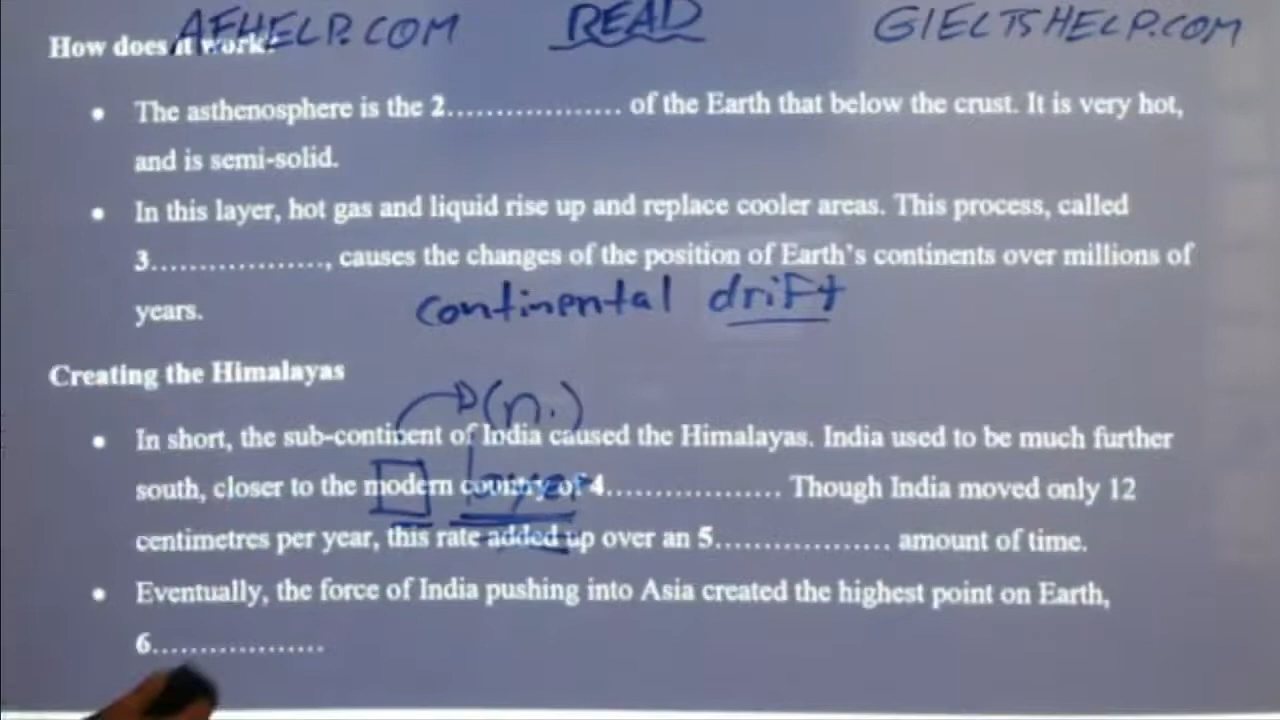 AEHELP.COM READ GIELTSHELP.COM
How does it work?
• The asthenosphere is the 2.................. of the Earth that below the crust. It is very hot,
and is semi-solid.
• In this layer, hot gas and liquid rise up and replace cooler areas. This process, called
3.................., causes the changes of the position of Earth's continents over millions of
years.
continental drift
Creating the Himalayas
(n.)
• In short, the sub-continent of India caused the Himalayas. India used to be much further
layer
south, closer to the modern country of 4.................. Though India moved only 12
centimetres per year, this rate added up over an 5.................. amount of time.
• Eventually, the force of India pushing into Asia created the highest point on Earth,
6..................